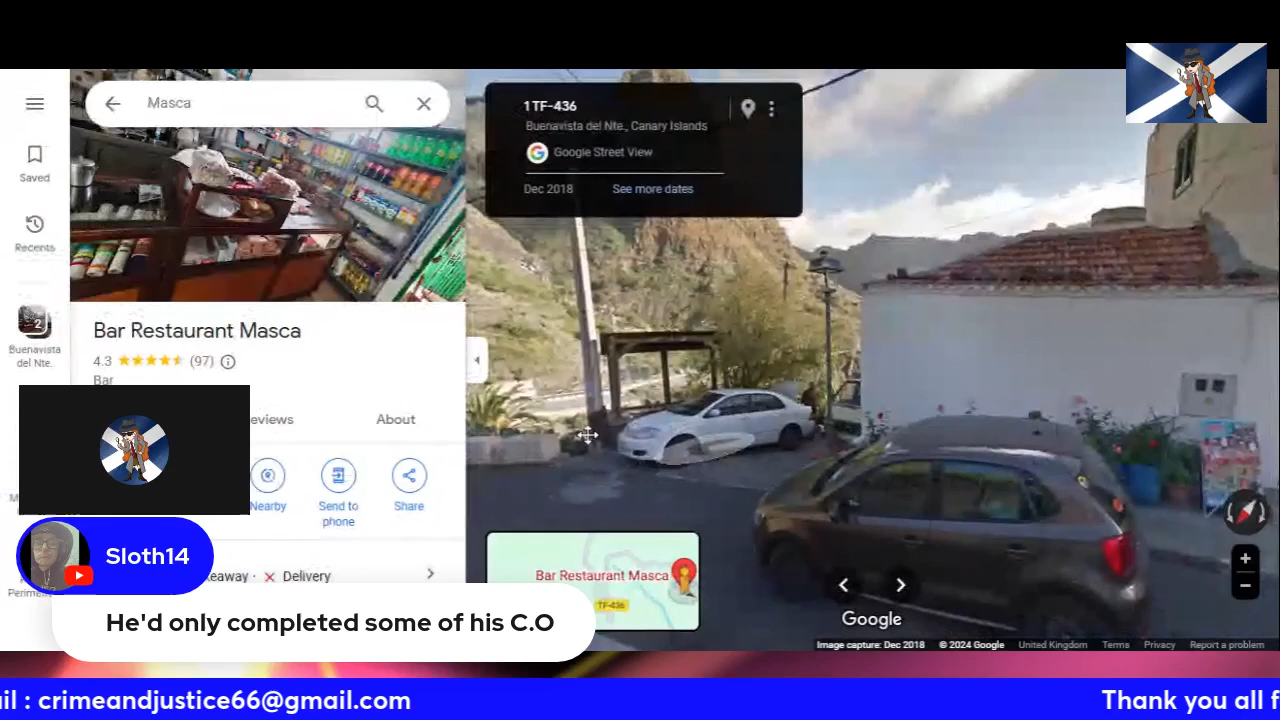 Masca
Saved
Recents
2
Buenavista
del Nte.
Bar Restaurant Masca
4.3 (97)
Bar
eviews
About
Nearby
Send to
phone
Share
eaway · Delivery
1TF-436
Buenavista del Nte., Canary Islands
Google Street View
Dec 2018 See more dates
Bar Restaurant Masca
TF-436
Google
Image capture: Dec 2018 © 2024 Google United Kingdom Terms Privacy Report a problem
Sloth14
He'd only completed some of his C.O
il : crimeandjustice66@gmail.com
Thank you all f